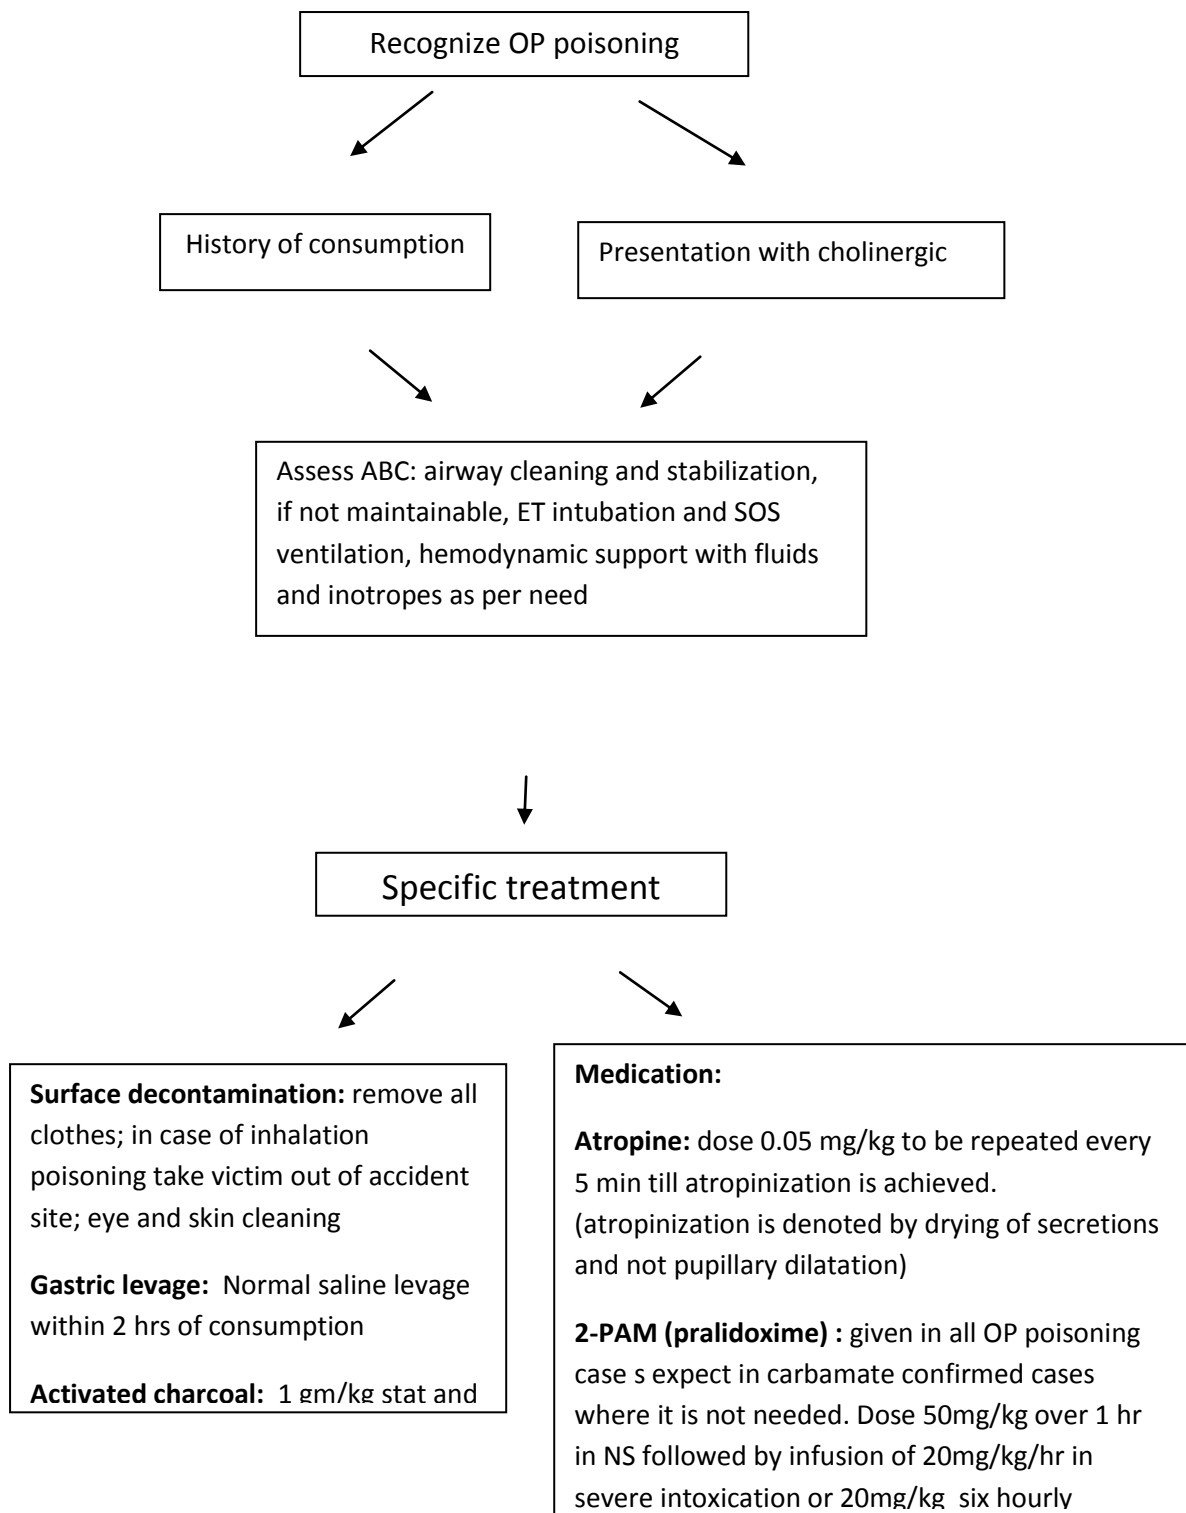 Recognize OP poisoning
History of consumption
Presentation with cholinergic
Assess ABC: airway cleaning and stabilization,
if not maintainable, ET intubation and SOS
ventilation, hemodynamic support with fluids
and inotropes as per need
Specific treatment
Surface decontamination: remove all
clothes; in case of inhalation
poisoning take victim out of accident
site; eye and skin cleaning
Gastric levage: Normal saline levage
within 2 hrs of consumption
Activated charcoal: 1 gm/kg stat and
Medication:
Atropine: dose 0.05 mg/kg to be repeated every
5 min till atropinization is achieved.
(atropinization is denoted by drying of secretions
and not pupillary dilatation)
2-PAM (pralidoxime) : given in all OP poisoning
case s expect in carbamate confirmed cases
where it is not needed. Dose 50mg/kg over 1 hr
in NS followed by infusion of 20mg/kg/hr in
severe intoxication or 20mg/kg six hourly